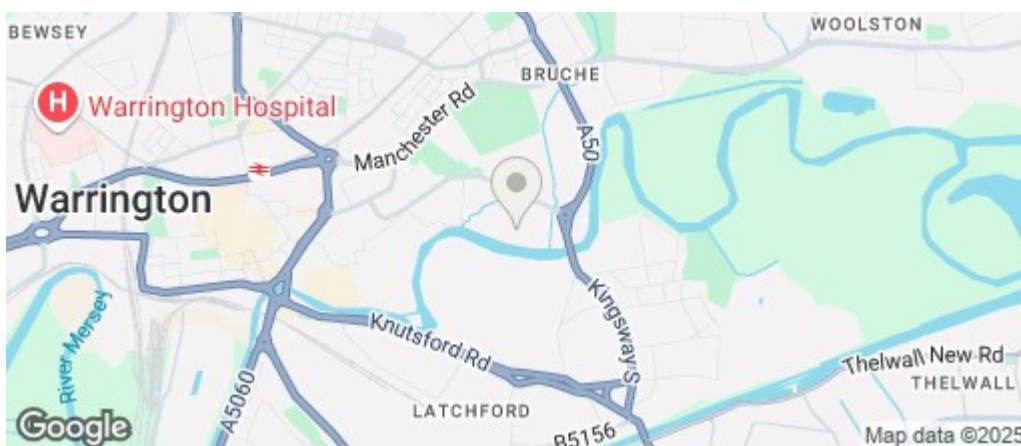 BEWSEY
WOOLSTON
BRUCHE
H Warrington Hospital
Manchester Rd
A50
Warrington
River Mersey
Kingsway S
Knutsford Rd
Thelwall New Rd
THELWALL
A5060
LATCHFORD
B5156
Google
Map data ©2025